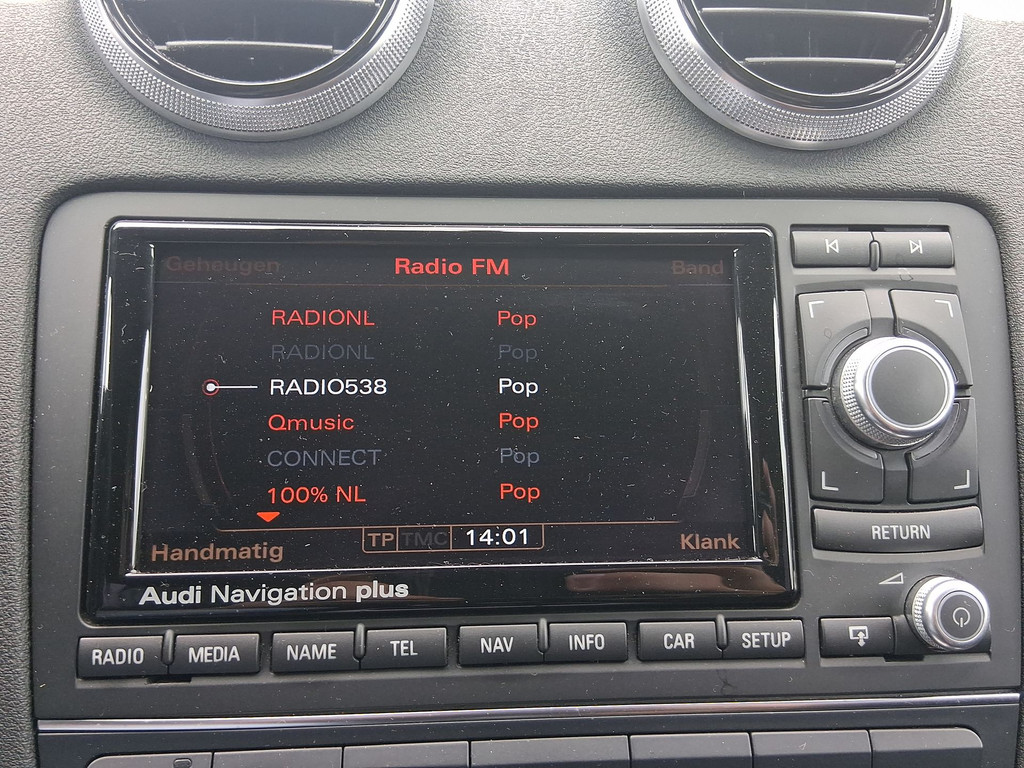 Geheugen Radio FM Band
RADIONL Pop
RADIONL Pop
RADIO538 Pop
Qmusic Pop
CONNECT Pop
100% NL Pop
Handmatig TP TMC 14:01 Klank
Audi Navigation plus
RETURN
RADIO MEDIA NAME TEL NAV INFO CAR SETUP